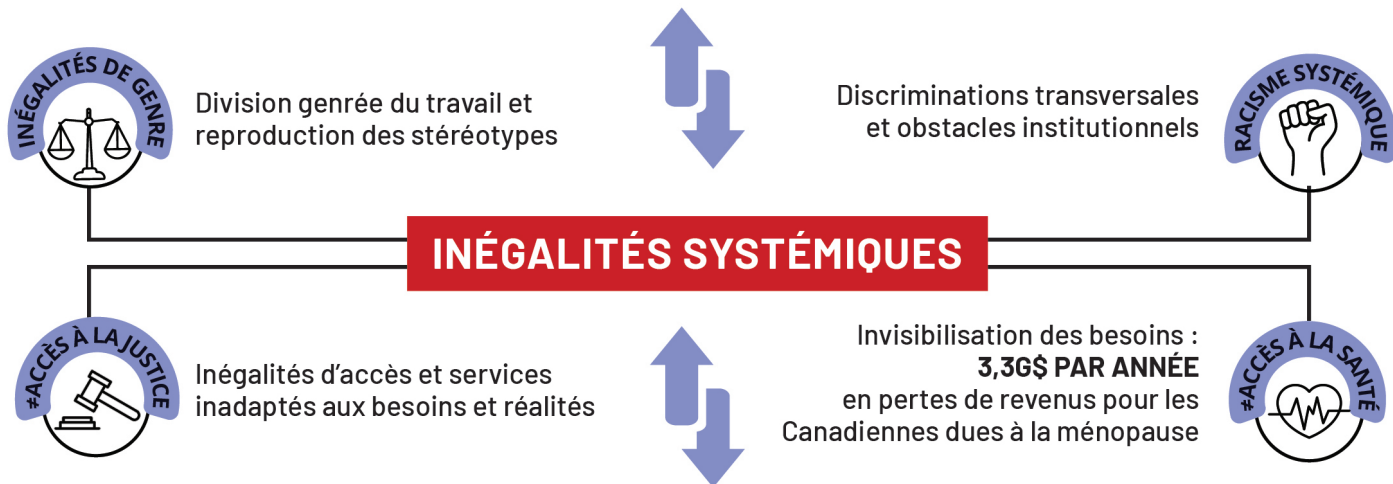 INÉGALITÉS DE GENRE
Division genrée du travail et
reproduction des stéréotypes
Discriminations transversales
et obstacles institutionnels
RACISME SYSTÉMIQUE
INÉGALITÉS SYSTÉMIQUES
≠ACCÈS À LA JUSTICE
Inégalités d’accès et services
inadaptés aux besoins et réalités
Invisibilisation des besoins :
3,3G$ PAR ANNÉE
en pertes de revenus pour les
Canadiennes dues à la ménopause
≠ACCÈS À LA SANTÉ